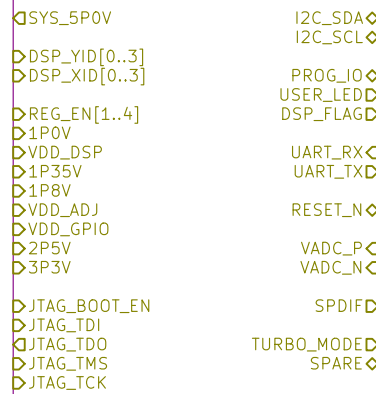 SYS_5P0V
DSP_YID[0..3]
DSP_XID[0..3]
REG_EN[1..4]
1P0V
VDD_DSP
1P35V
1P8V
VDD_ADJ
VDD_GPIO
2P5V
3P3V
JTAG_BOOT_EN
JTAG_TDI
JTAG_TDO
JTAG_TMS
JTAG_TCK
I2C_SDA
I2C_SCL
PROG_IO
USER_LED
DSP_FLAG
UART_RX
UART_TX
RESET_N
VADC_P
VADC_N
SPDIF
TURBO_MODE
SPARE